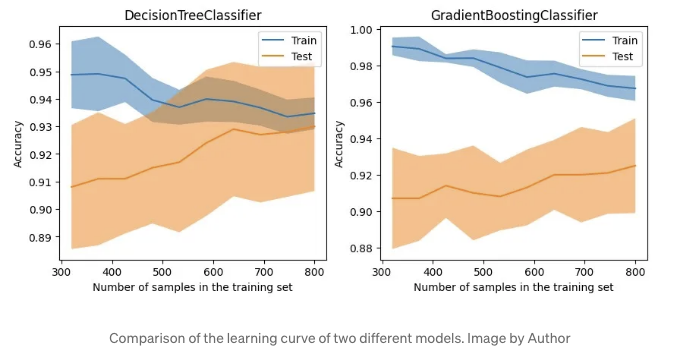 DecisionTreeClassifier
Train
Test
0.96
0.95
0.94
0.93
0.92
0.91
0.90
0.89
Accuracy
300 400 500 600 700 800
Number of samples in the training set
GradientBoostingClassifier
Train
Test
1.00
0.98
0.96
0.94
0.92
0.90
0.88
Accuracy
300 400 500 600 700 800
Number of samples in the training set
Comparison of the learning curve of two different models. Image by Author